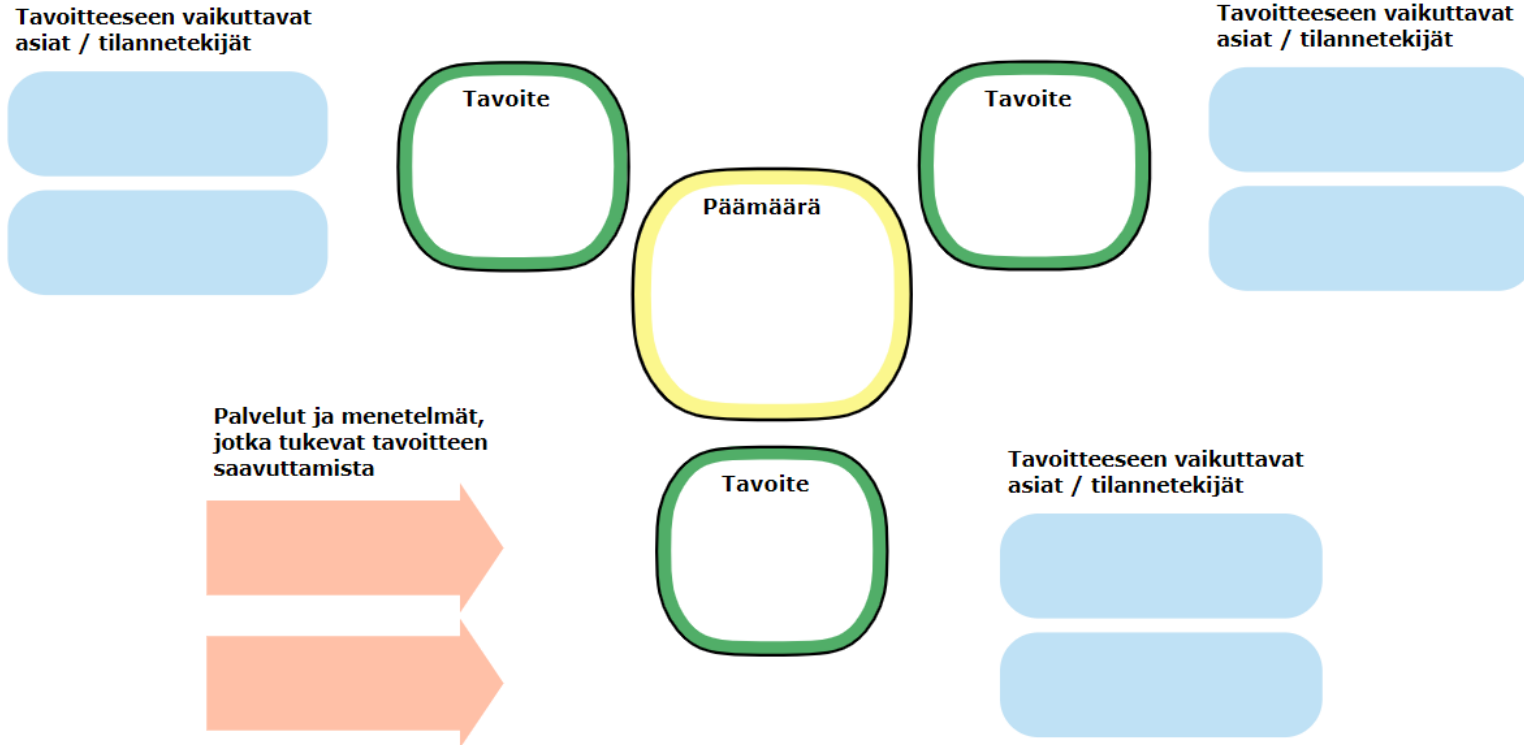 Tavoitteeseen vaikuttavat
asiat / tilannetekijät
Tavoite
Tavoite
Tavoitteeseen vaikuttavat
asiat / tilannetekijät
Päämäärä
Palvelut ja menetelmät,
jotka tukevat tavoitteen
saavuttamista
Tavoite
Tavoitteeseen vaikuttavat
asiat / tilannetekijät